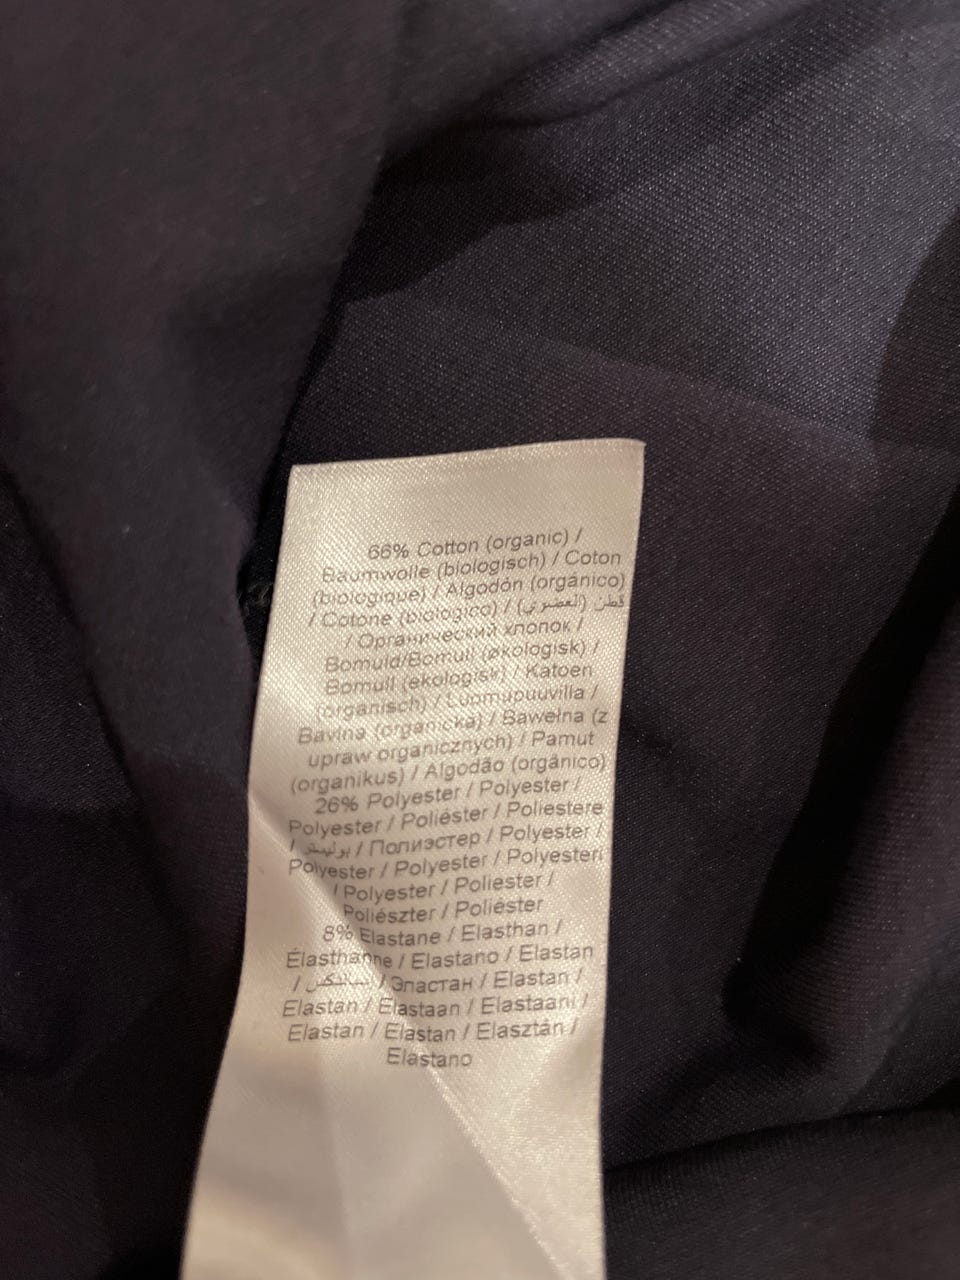 66% Cotton (organic) /
Baumwolle (biologisch) / Coton
(biologique) / Algodón (orgánico)
/ Cotone (biologico) / قطن (العضوي)
/ Органический хлопок /
Bomuld/Bomull (økologisk) /
Bomull (ekologisk) / Katoen
(organisch) / Luomupuuvilla /
Bavlna (organická) / Bawełna (z
upraw organicznych) / Pamut
(organikus) / Algodão (orgânico)
26% Polyester / Polyester /
Polyester / Poliéster / Poliestere
/ بوليستر / Полиэстер / Polyester /
Polyester / Polyester / Polyesteri
/ Polyester / Poliester /
Poliészter / Poliéster
8% Elastane / Elasthan /
Élasthanne / Elastano / Elastan
/ / Эластан / Elastan /
Elastan / Elastaan / Elastaani /
Elastan / Elastan / Elasztán /
Elastano